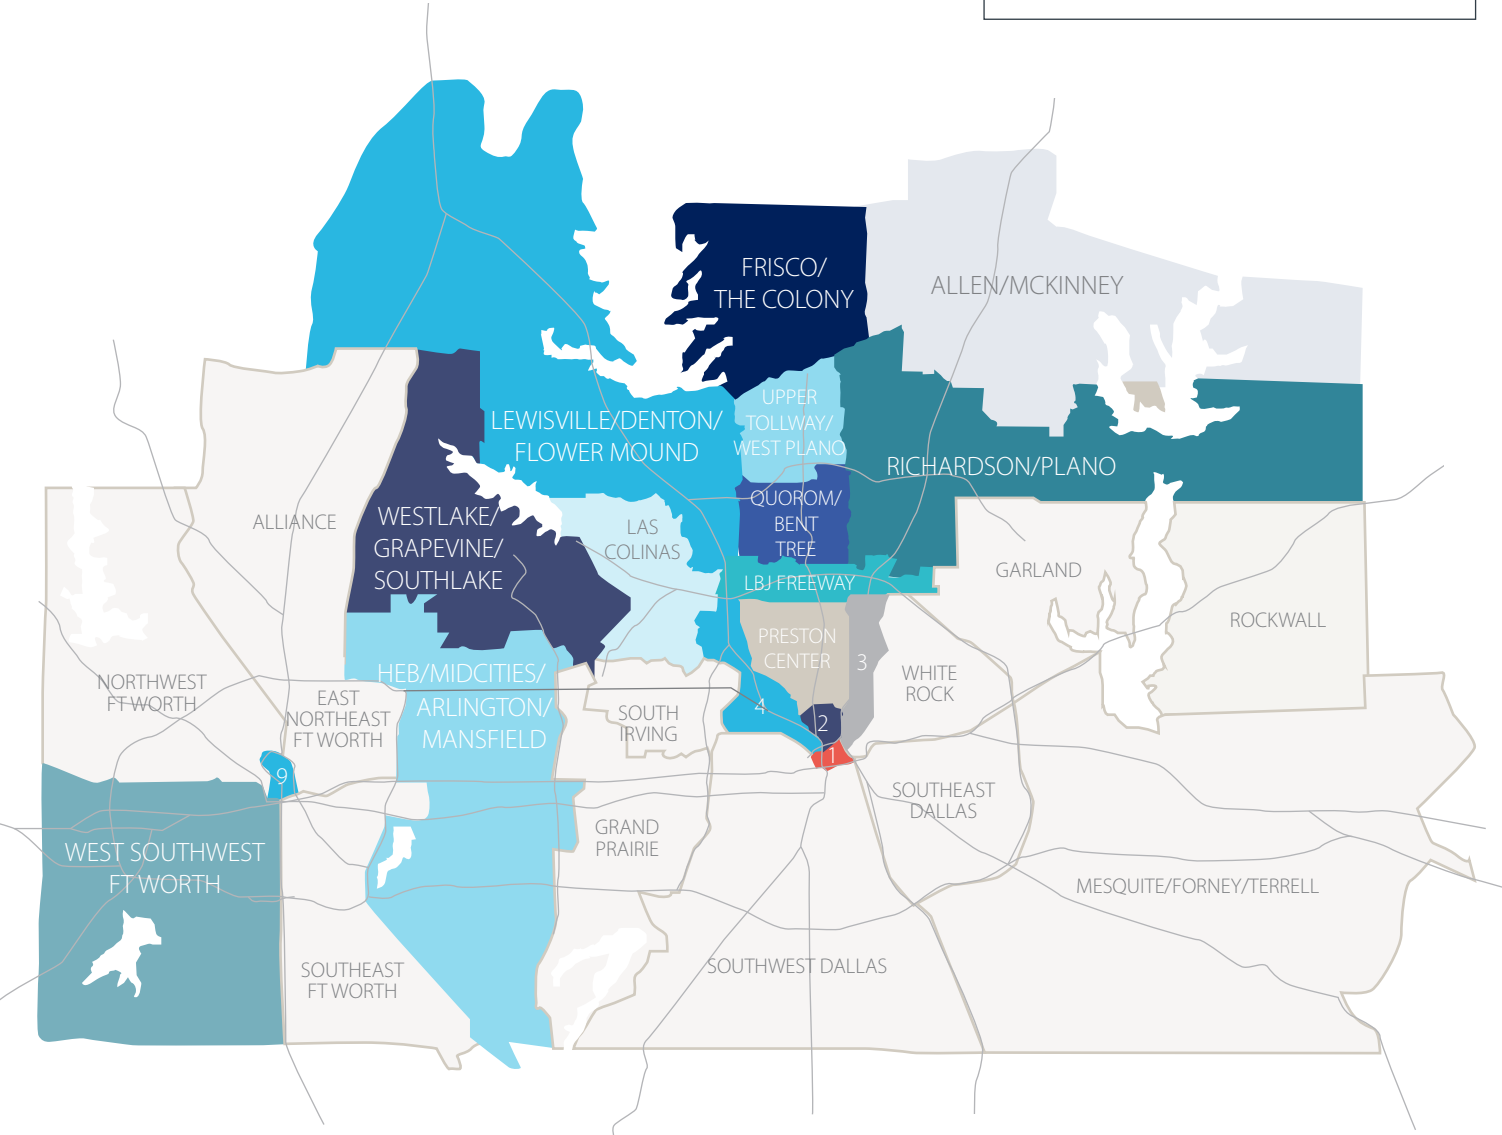 FRISCO/
THE COLONY
ALLEN/MCKINNEY
UPPER
TOLLWAY/
WEST PLANO
LEWISVILLE/DENTON/
FLOWER MOUND
RICHARDSON/PLANO
QUOROM/
BENT
TREE
WESTLAKE/
GRAPEVINE/
SOUTHLAKE
ALLIANCE
LAS
COLINAS
LBJ FREEWAY
GARLAND
ROCKWALL
PRESTON
CENTER
3
WHITE
ROCK
HEB/MIDCITIES/
ARLINGTON/
MANSFIELD
NORTHWEST
FT WORTH
EAST
NORTHEAST
FT WORTH
SOUTH
IRVING
4
2
1
9
SOUTHEAST
DALLAS
GRAND
PRAIRIE
WEST SOUTHWEST
FT WORTH
MESQUITE/FORNEY/TERRELL
SOUTHEAST
FT WORTH
SOUTHWEST DALLAS